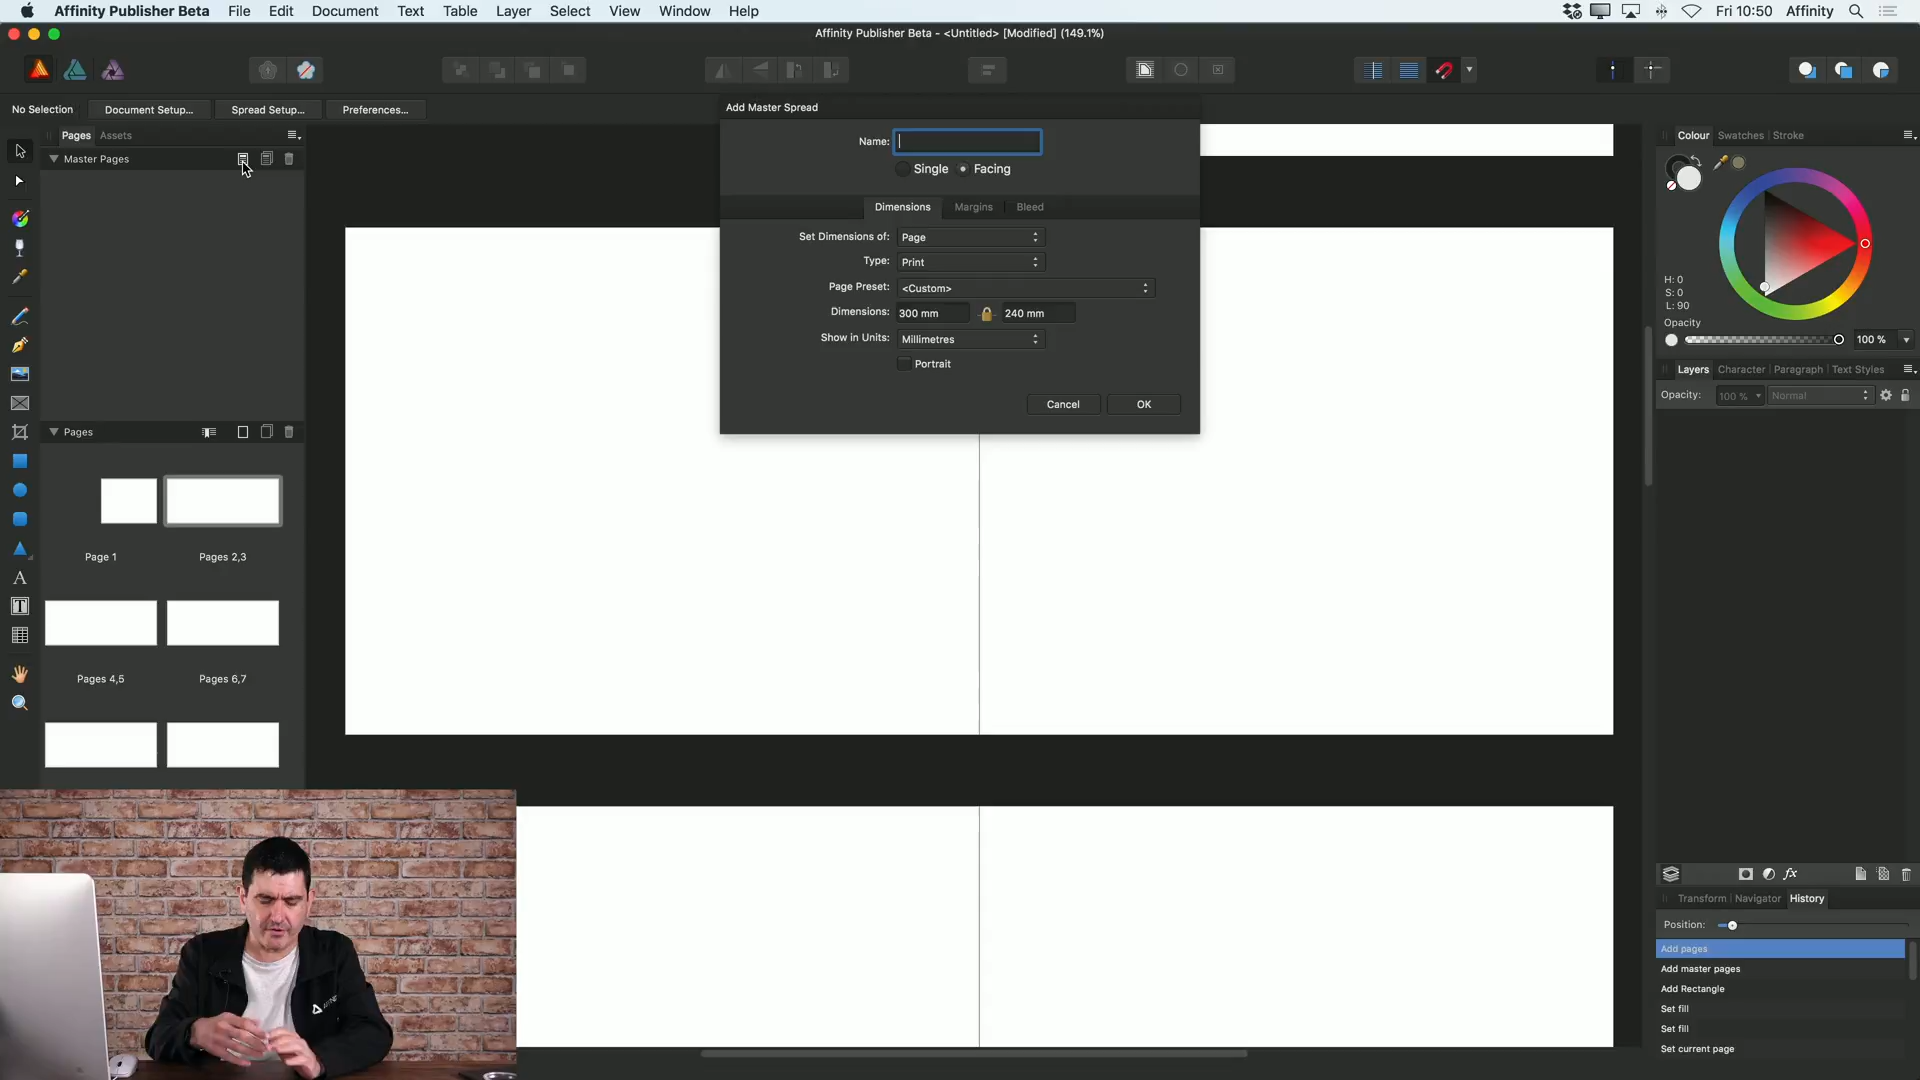 Affinity Publisher Beta File Edit Document Text Table Layer Select View Window Help Fri 10:50 Affinity
Affinity Publisher Beta - <Untitled> [Modified] (149.1%)
No Selection Document Setup... Spread Setup... Preferences...
Pages Assets
Master Pages
Pages
Page 1 Pages 2,3
Pages 4,5 Pages 6,7
Add Master Spread
Name:
Single Facing
Dimensions Margins Bleed
Set Dimensions of: Page
Type: Print
Page Preset: <Custom>
Dimensions: 300 mm 240 mm
Show in Units: Millimetres
Portrait
Cancel OK
Colour Swatches Stroke
H: 0
S: 0
L: 90
Opacity
100 %
Layers Character Paragraph Text Styles
Opacity: 100 % Normal
fx
Transform Navigator History
Position:
Add pages
Add master pages
Add Rectangle
Set fill
Set fill
Set current page